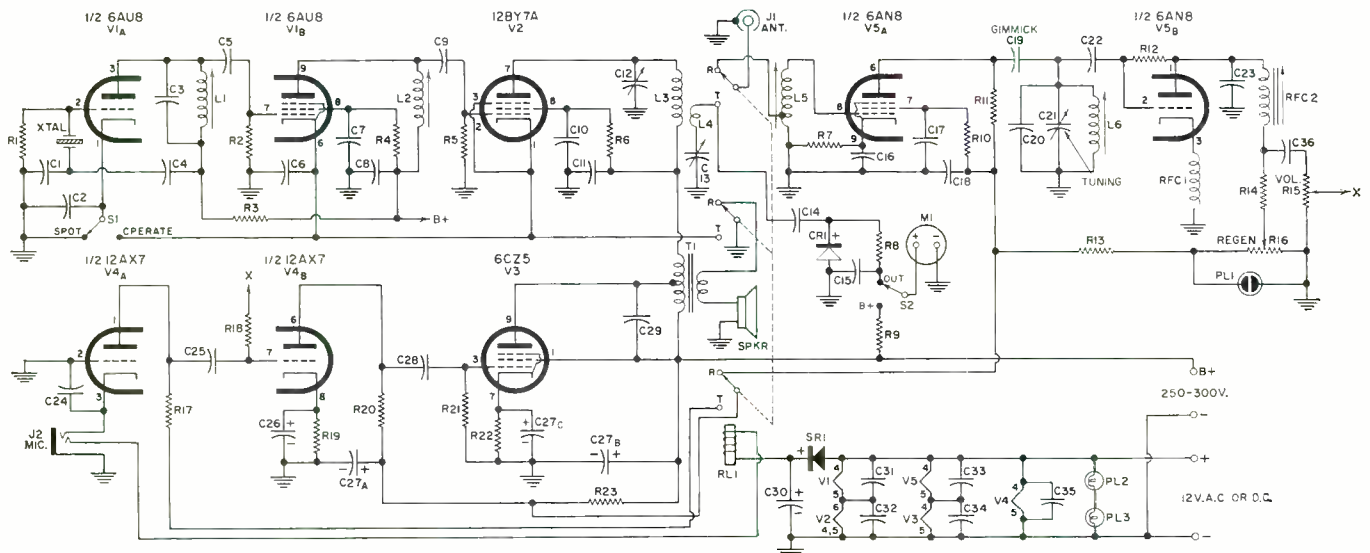 1/2 6AU8
V1A
1/2 6AU8
V1B
12BY7A
V2
J1
ANT.
1/2 6AN8
V5A
1/2 6AN8
V5B
GIMMICK
C19
C22
R12
C5
C9
C3
L1
C12
L3
L2
L4
C13
L5
R11
C23
RFC 2
R1
XTAL
C1
C4
C2
R2
C6
C7
R4
C8
R5
C10
R6
C11
R7
C16
C17
R10
C18
C20
C21
L6
TUNING
RFC 1
C36
VOL.
R14
R15
X
R3
B+
S1
SPOT
OPERATE
R
T
R
T
C14
CR1
C15
R8
M1
OUT
S2
B+
R9
R13
REGEN
R16
PL1
1/2 12AX7
V4A
X
1/2 12AX7
V4B
6CZ5
V3
T1
C29
SPKR
R18
C25
C28
C24
J2
MIC.
R17
C26
R19
C27A
R20
R21
R22
C27C
C27B
R23
R
T
RL1
B+
250-300V.
-
SR1
C30
V1
V2
C31
C32
V5
V3
C33
C34
V4
C35
PL2
PL3
+
12V. A.C OR D.C.
-